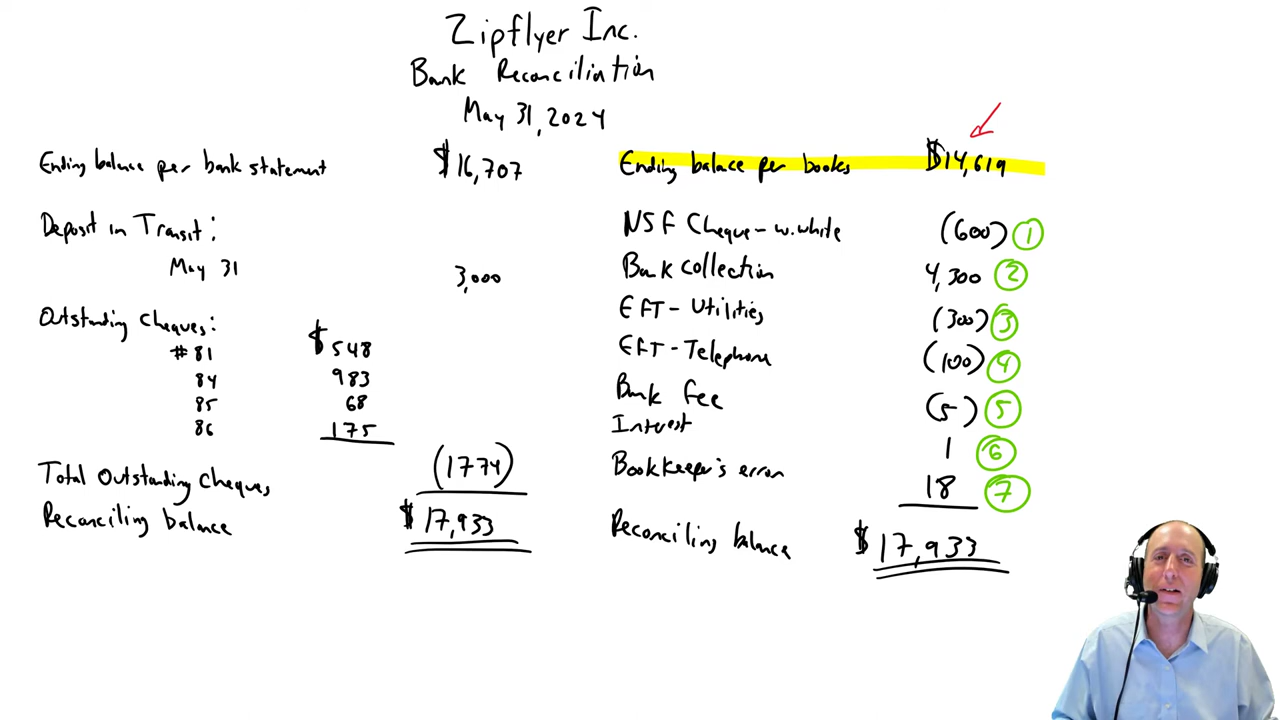 Zipflyer Inc.
Bank Reconciliation
May 31, 2024
Ending balance per bank statement $16,707
Deposit in Transit:
May 31 3,000
Outstanding Cheques:
#81 $548
84 983
85 68
86 175
Total Outstanding Cheques (1774)
Reconciling balance $17,933
Ending balance per books $14,619
NSF Cheque - W.White (600) 1
Bank Collection 4,300 2
EFT - Utilities (300) 3
EFT - Telephone (100) 4
Bank Fee (5) 5
Interest 1 6
Bookkeeper's error 18 7
Reconciling balance $17,933